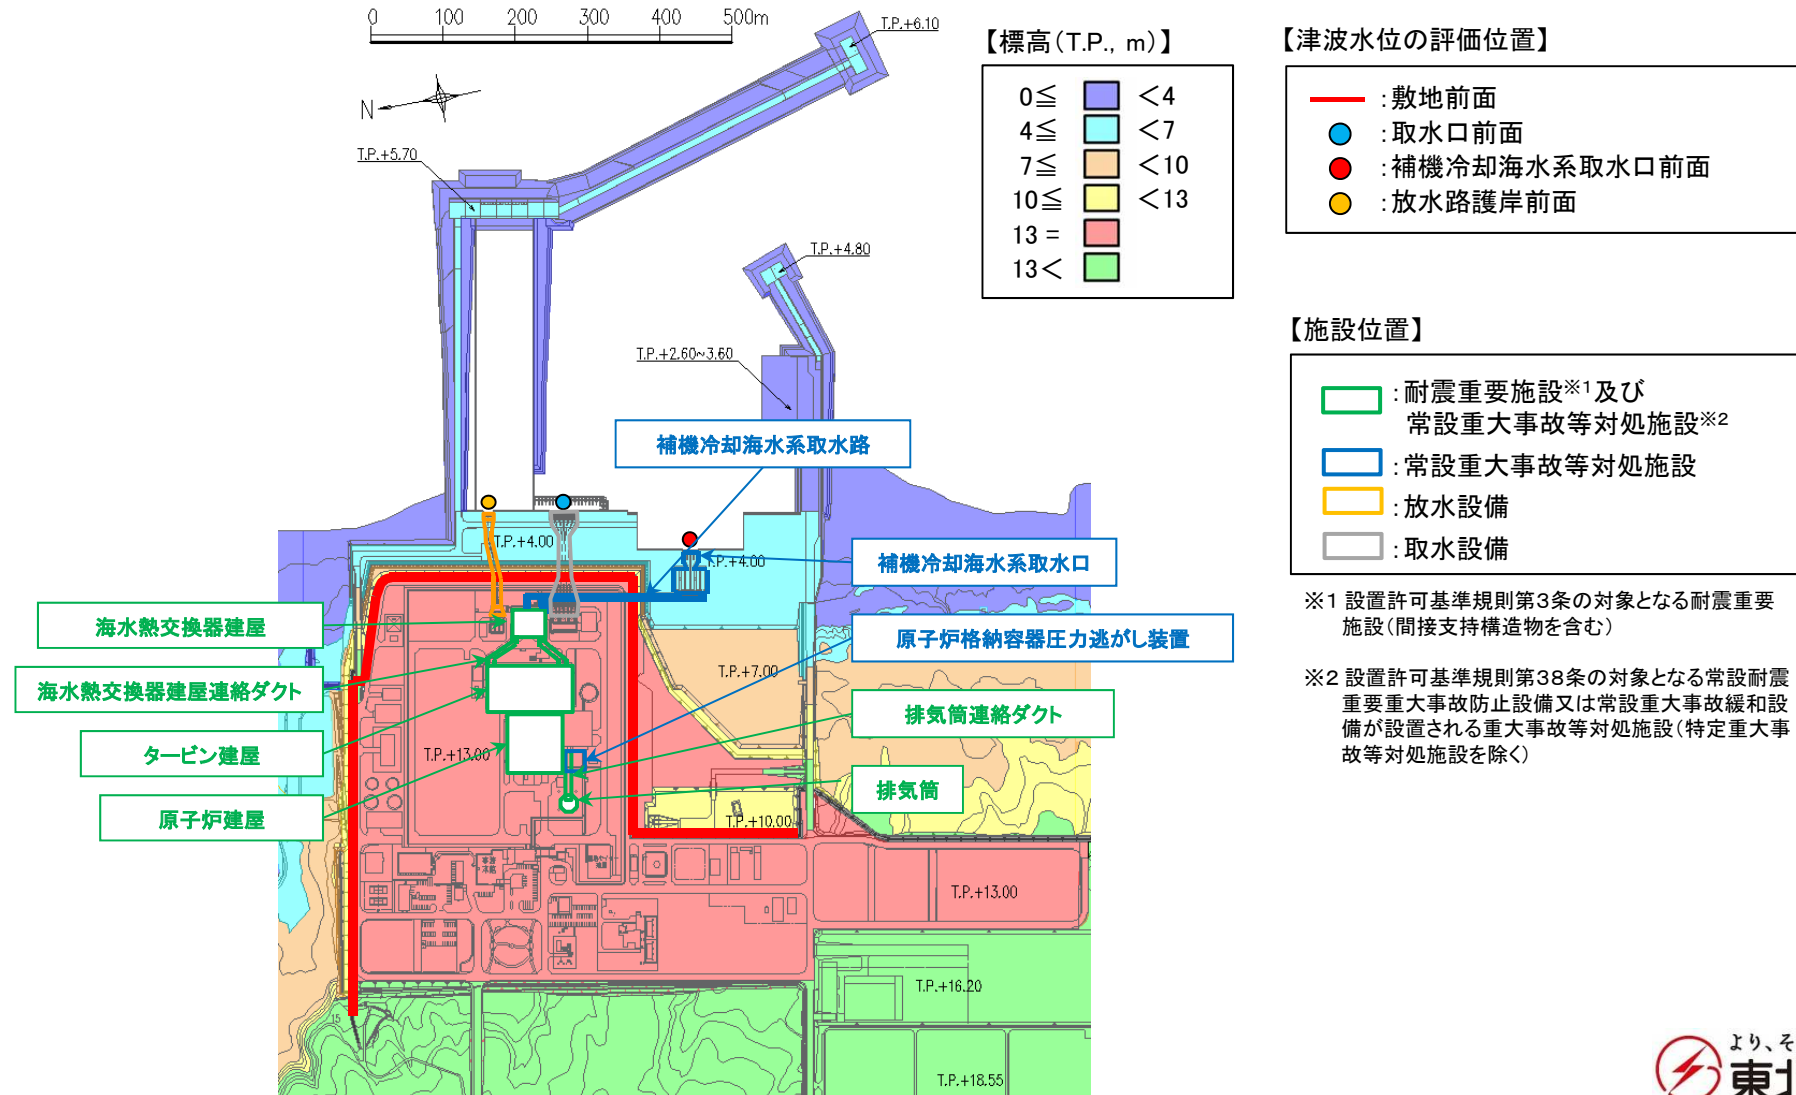 0 100 200 300 400 500m
N
T.P.+6.10
T.P.+5.70
T.P.+4.80
T.P.+2.60~3.60
【標高(T.P., m)】
0≦ <4
4≦ <7
7≦ <10
10≦ <13
13 =
13<
【津波水位の評価位置】
:敷地前面
:取水口前面
:補機冷却海水系取水口前面
:放水路護岸前面
【施設位置】
:耐震重要施設※1及び
常設重大事故等対処施設※2
:常設重大事故等対処施設
:放水設備
:取水設備
※1 設置許可基準規則第3条の対象となる耐震重要
施設(間接支持構造物を含む)
※2 設置許可基準規則第38条の対象となる常設耐震
重要重大事故防止設備又は常設重大事故緩和設
備が設置される重大事故等対処施設(特定重大事
故等対処施設を除く)
補機冷却海水系取水路
T.P.+4.00
T.P.+4.00
補機冷却海水系取水口
海水熱交換器建屋
原子炉格納容器圧力逃がし装置
T.P.+7.00
海水熱交換器建屋連絡ダクト
排気筒連絡ダクト
タービン建屋
T.P.+13.00
排気筒
原子炉建屋
T.P.+10.00
T.P.+13.00
T.P.+16.20
15
T.P.+18.55
より、そ
東北